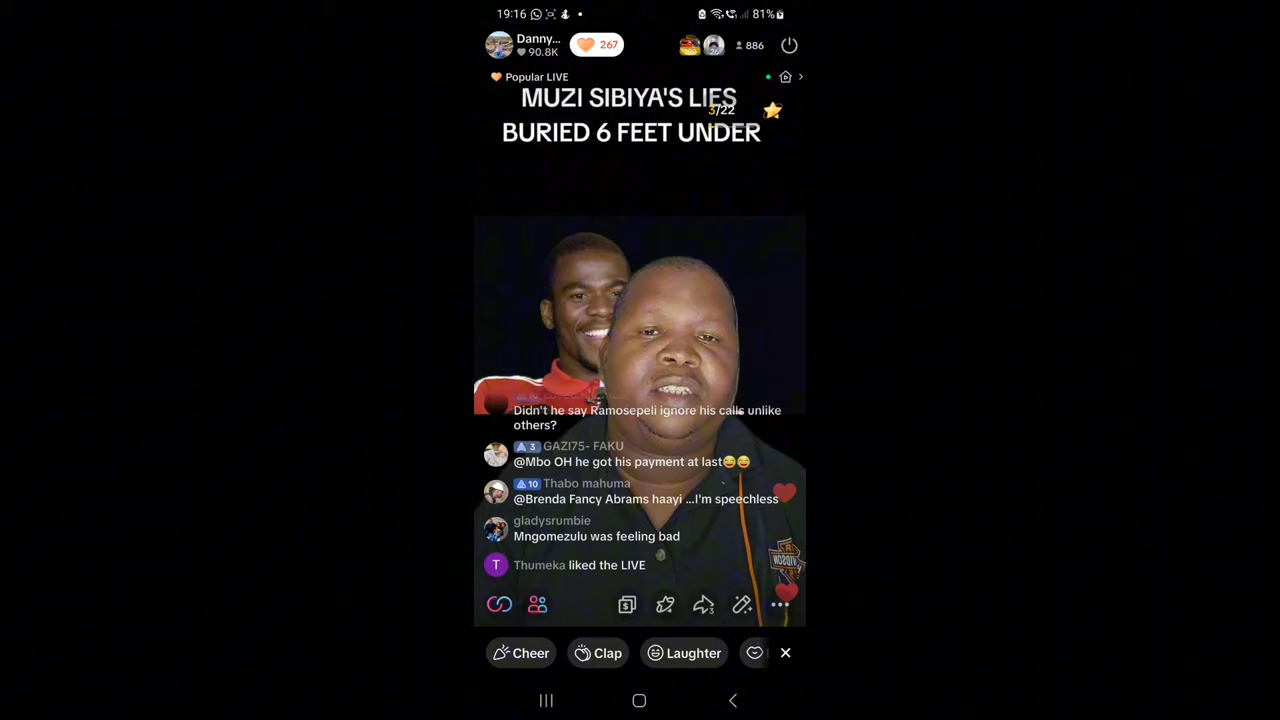 19:16
81%
Danny...
90.8K
267
886
Popular LIVE
MUZI SIBIYA'S LIES
3/22
BURIED 6 FEET UNDER
Didn't he say Ramosepeli ignore his calls unlike
others?
3 GAZI75- FAKU
@Mbo OH he got his payment at last😅😅
10 Thabo mahuma
@Brenda Fancy Abrams haayi ...I'm speechless
gladysrumbie
Mngomezulu was feeling bad
T
Thumeka liked the LIVE
3
Cheer
Clap
Laughter